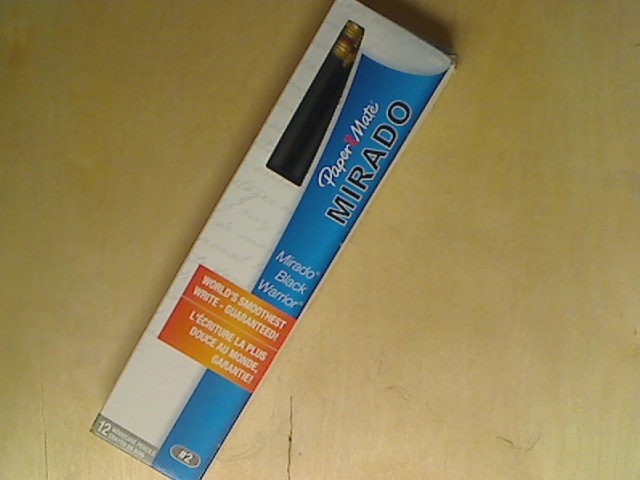 Paper Mate®
MIRADO
Mirado®
Black
Warrior®
WORLD'S SMOOTHEST
WRITE - GUARANTEED!
L'ÉCRITURE LA PLUS
DOUCE AU MONDE,
GARANTIE!
12
#2